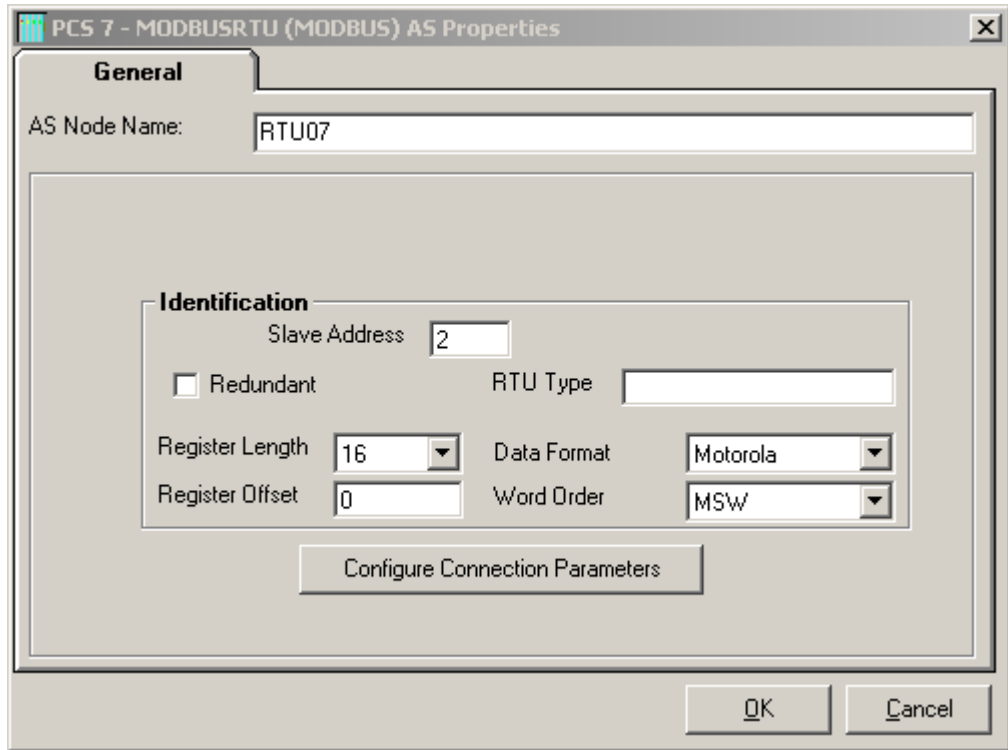 PCS 7 - MODBUSRTU (MODBUS) AS Properties
General
AS Node Name: RTU07
Identification
Slave Address 2
Redundant RTU Type
Register Length 16 Data Format Motorola
Register Offset 0 Word Order MSW
Configure Connection Parameters
OK Cancel